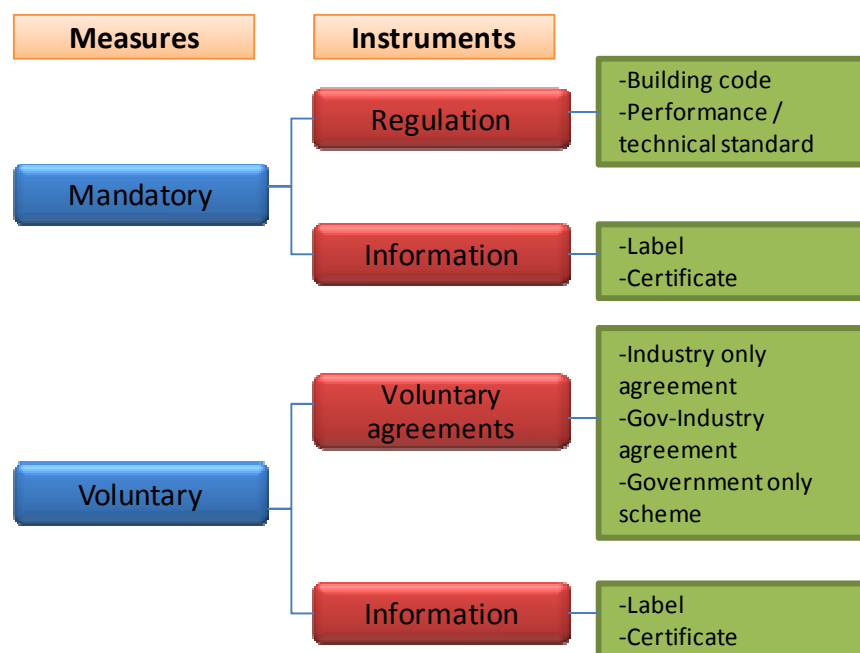 Measures
Instruments
Regulation
-Building code
-Performance /
technical standard
Mandatory
Information
-Label
-Certificate
Voluntary
agreements
-Industry only
agreement
-Gov-Industry
agreement
-Government only
scheme
Voluntary
Information
-Label
-Certificate